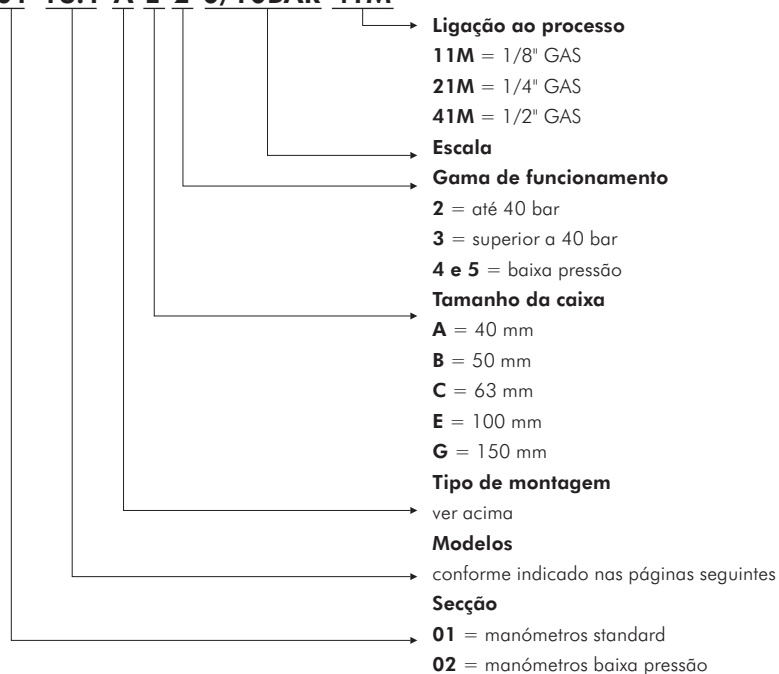 Ligação ao processo
11M = 1/8" GAS
21M = 1/4" GAS
41M = 1/2" GAS
Escala
Gama de funcionamento
2 = até 40 bar
3 = superior a 40 bar
4 e 5 = baixa pressão
Tamanho da caixa
A = 40 mm
B = 50 mm
C = 63 mm
E = 100 mm
G = 150 mm
Tipo de montagem
ver acima
Modelos
conforme indicado nas páginas seguintes
Secção
01 = manómetros standard
02 = manómetros baixa pressão